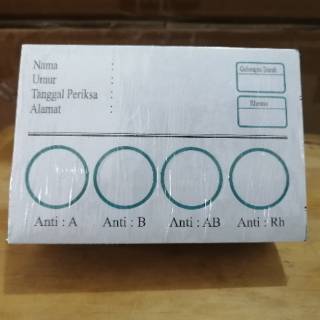 Nama :
Umur :
Tanggal Periksa :
Alamat :
Golongan Darah
Rhesus
Anti : A
Anti : B
Anti : AB
Anti : Rh